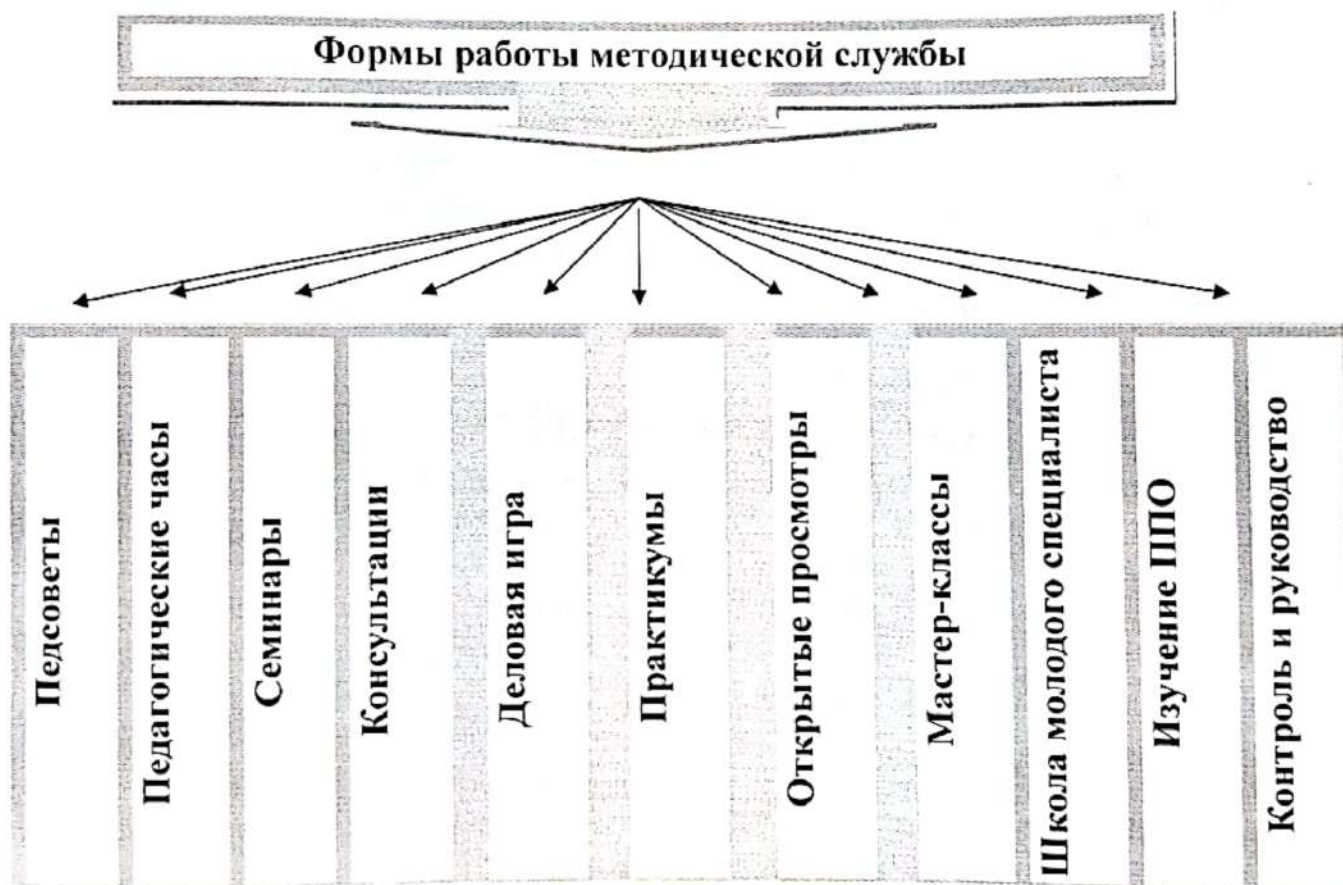 Формы работы методической службы
Педсоветы
Педагогические часы
Семинары
Консультации
Деловая игра
Практикумы
Открытые просмотры
Мастер-классы
Школа молодого специалиста
Изучение ППО
Контроль и руководство